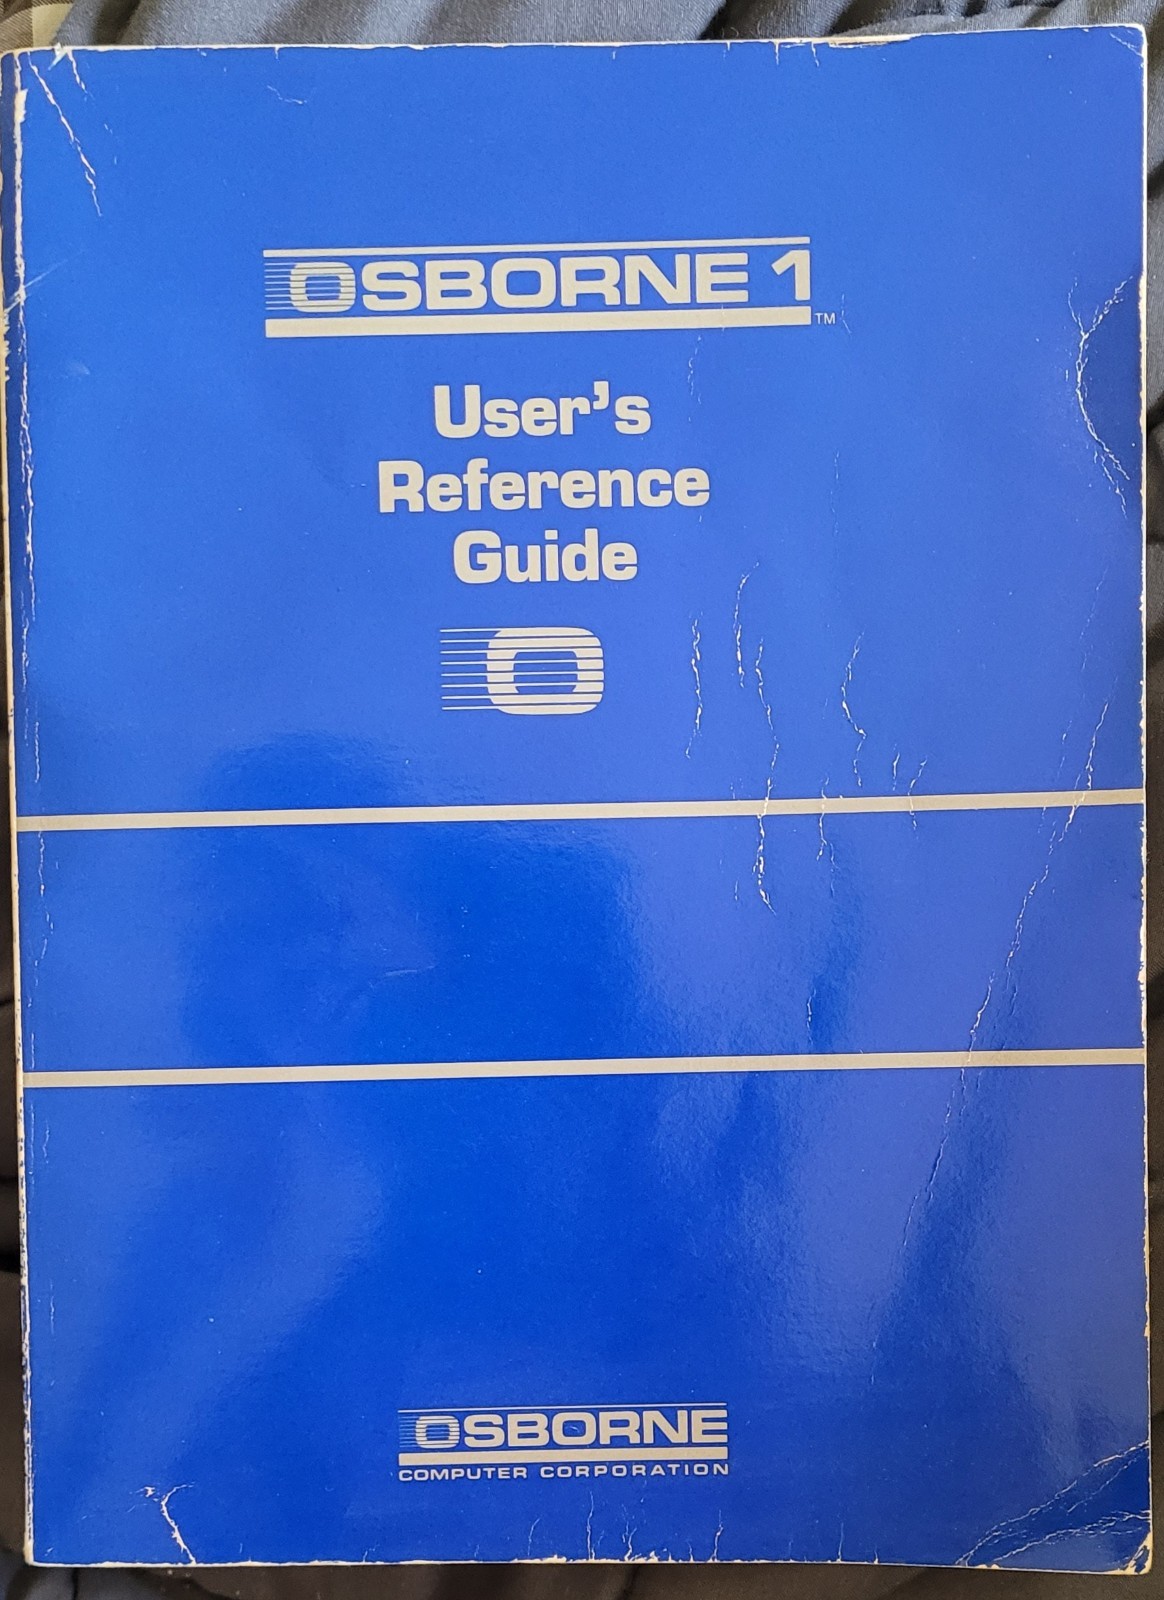 OSBORNE 1
TM
User's
Reference
Guide
O
OSBORNE
COMPUTER CORPORATION